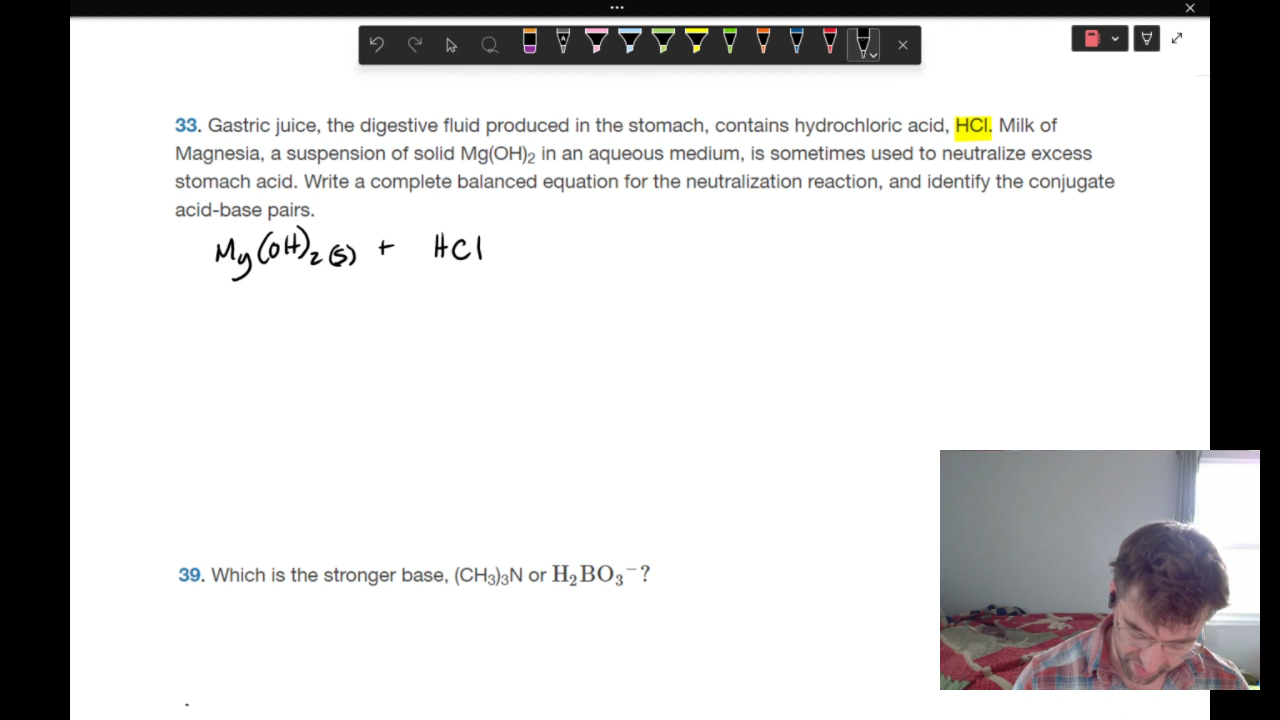 33. Gastric juice, the digestive fluid produced in the stomach, contains hydrochloric acid, HCl. Milk of
Magnesia, a suspension of solid Mg(OH)₂ in an aqueous medium, is sometimes used to neutralize excess
stomach acid. Write a complete balanced equation for the neutralization reaction, and identify the conjugate
acid-base pairs.
Mg(OH)₂(s) + HCl
39. Which is the stronger base, (CH₃)₃N or H₂BO₃⁻?